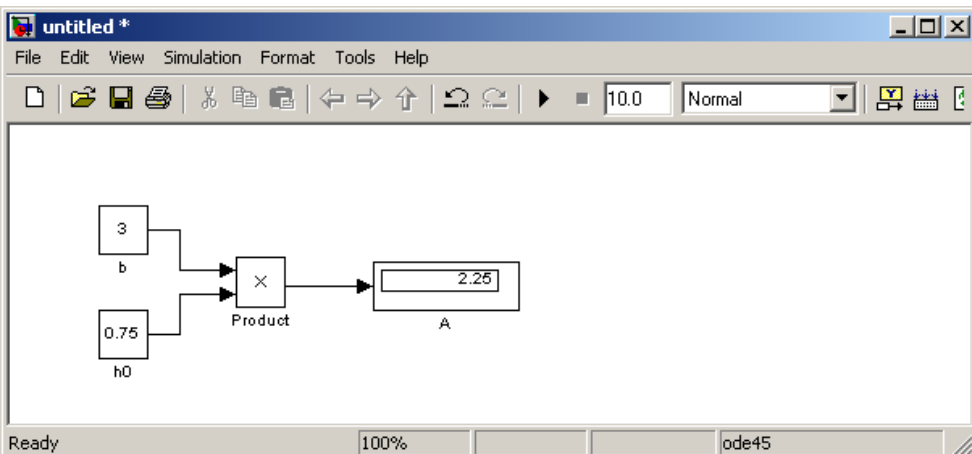 untitled *
File Edit View Simulation Format Tools Help
10.0 Normal
3
b
2.25
×
0.75
Product
A
h0
Ready 100% ode45